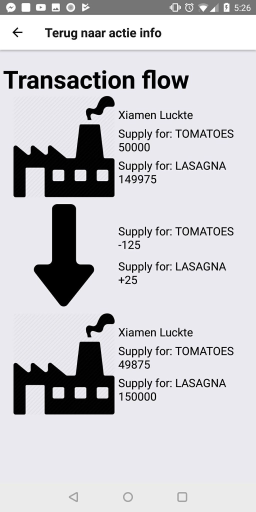 5:26
Terug naar actie info
Transaction flow
Xiamen Luckte
Supply for: TOMATOES
50000
Supply for: LASAGNA
149975
Supply for: TOMATOES
-125
Supply for: LASAGNA
+25
Xiamen Luckte
Supply for: TOMATOES
49875
Supply for: LASAGNA
150000